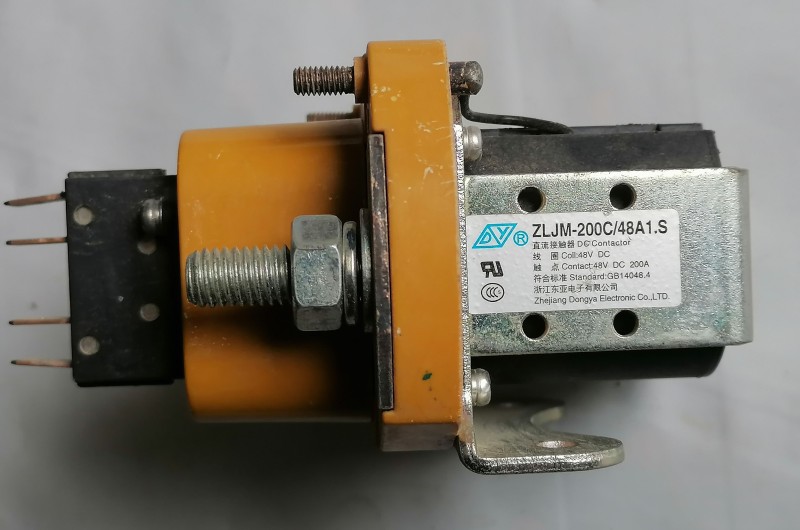 DY® ZLJM-200C/48A1.S
直流接触器 DC Contactor
线 圈 Coll:48V DC
触 点 Contact:48V DC 200A
符合标准 Standard:GB14048.4
浙江东亚电子有限公司
Zhejiang Dongya Electronic Co.,LTD.